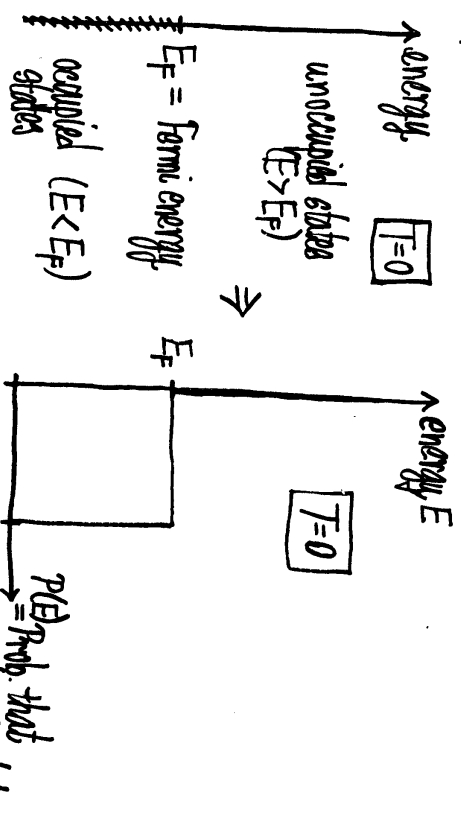 energy
T=0
unoccupied states
(E > E_F)
E_F = Fermi energy
occupied (E < E_F)
states
⇒
energy E
T=0
E_F
P(E)
= Prob. that